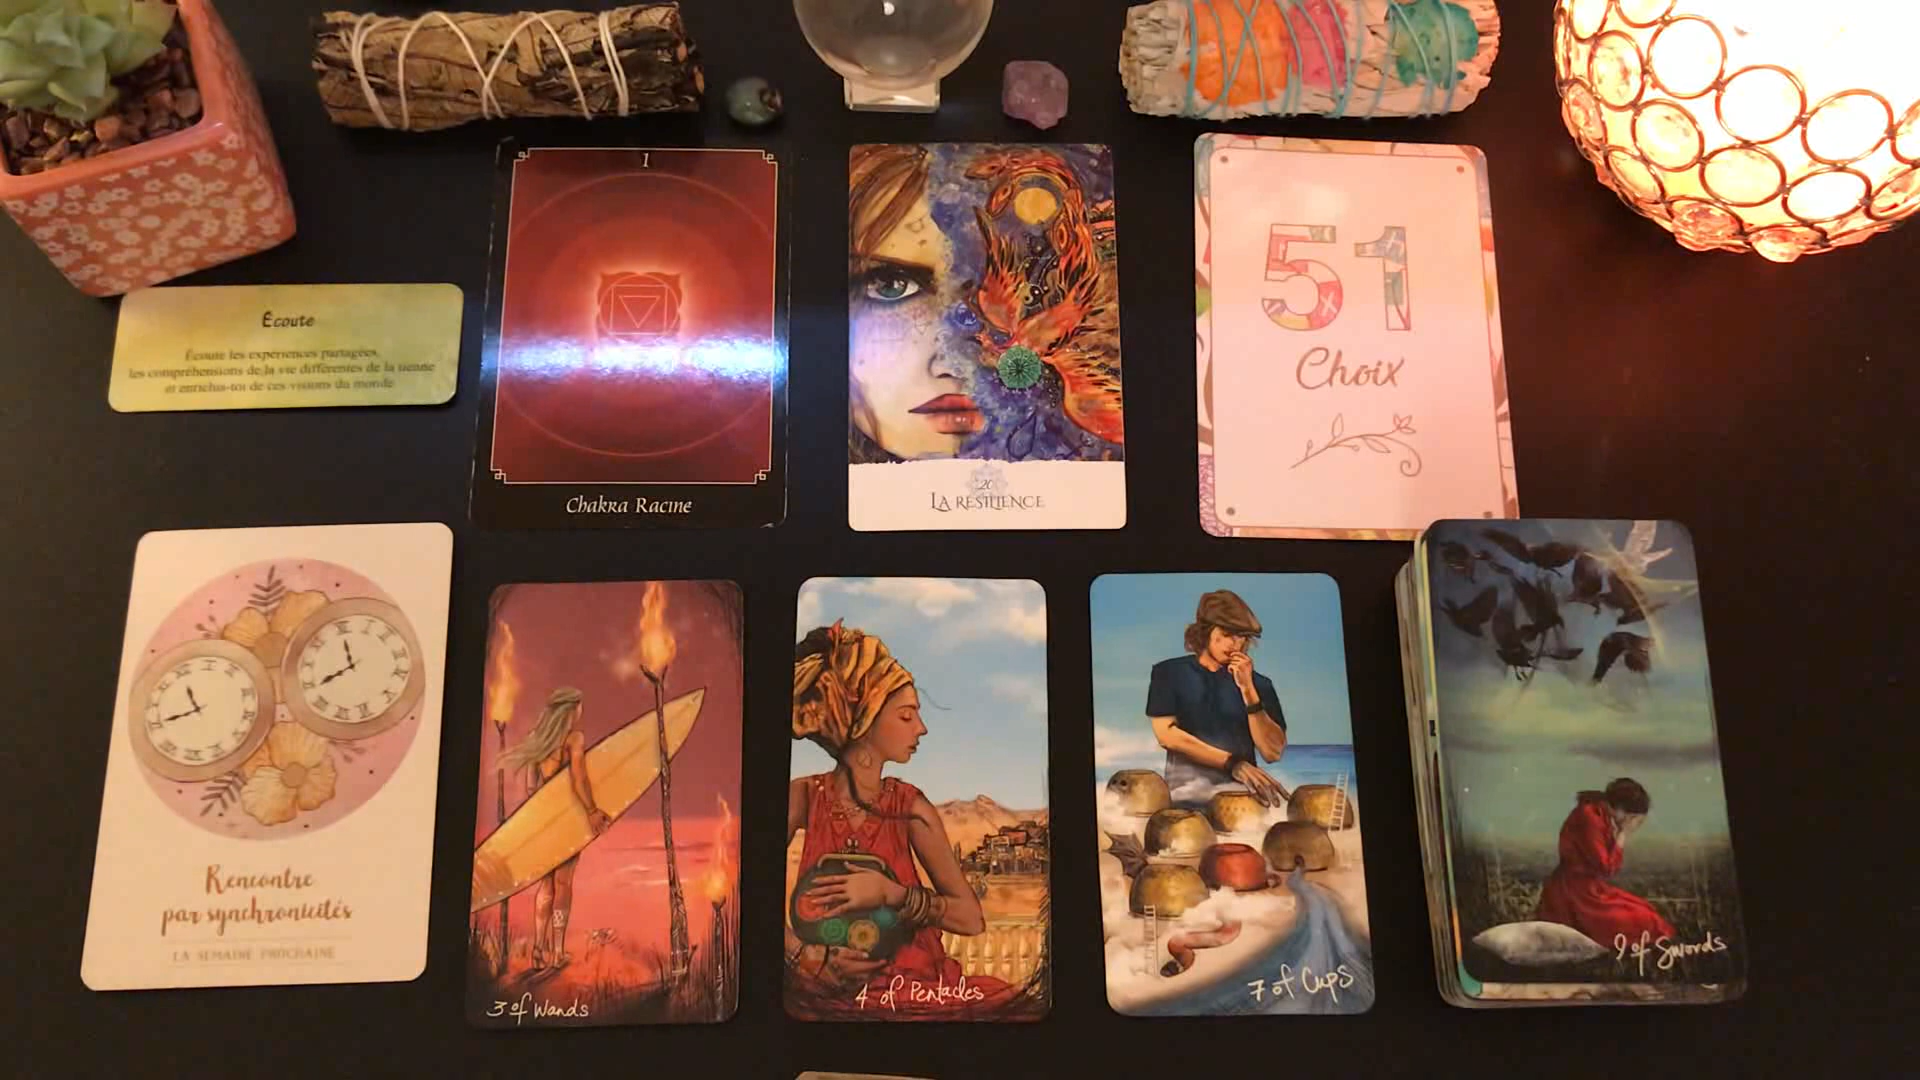 1
Chakra Racine
20
LA RESILIENCE
51
Choix
Écoute
Écoute les expériences partagées,
les compréhensions de la vie différentes de la tienne
et enrichis-toi de ces visions du monde
Rencontre
par synchronicités
LA SEMAINE PROCHAINE
3 of Wands
4 of Pentacles
7 of Cups
9 of Swords